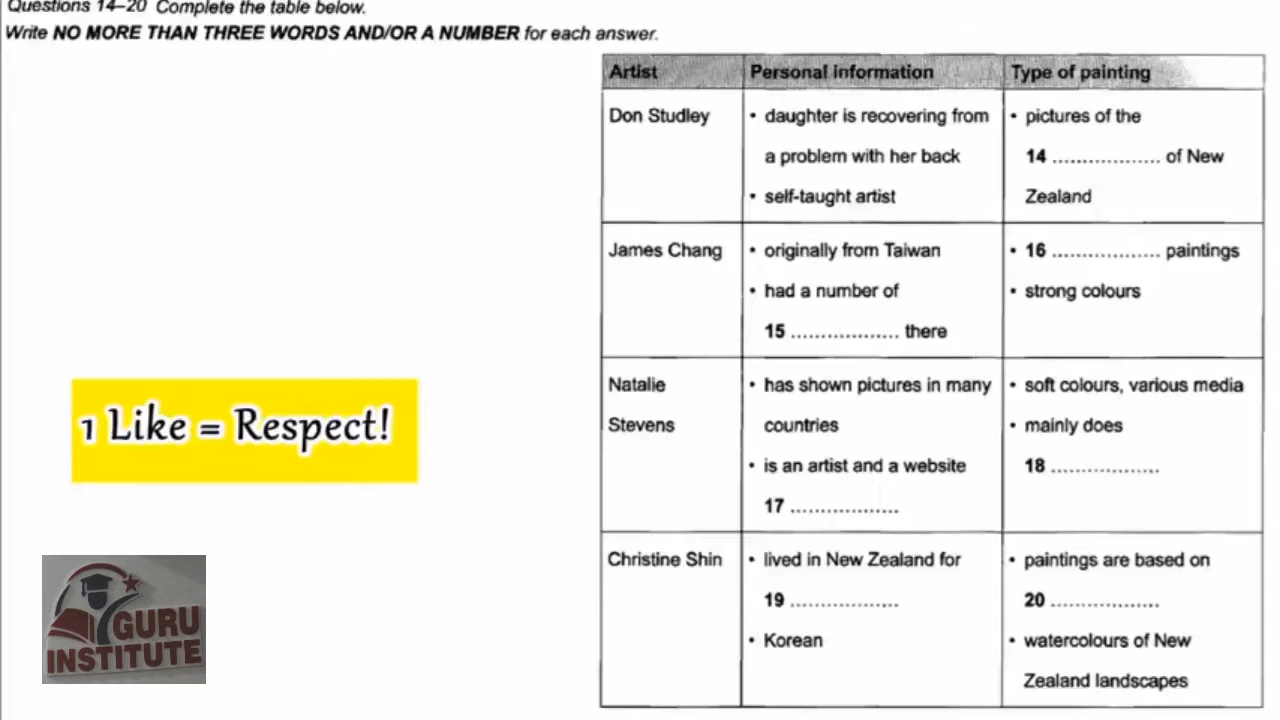 Questions 14–20 Complete the table below.
Write NO MORE THAN THREE WORDS AND/OR A NUMBER for each answer.
Artist
Personal information
Type of painting
Don Studley
• daughter is recovering from
a problem with her back
• self-taught artist
• pictures of the
14 .................. of New
Zealand
James Chang
• originally from Taiwan
• had a number of
15 .................. there
• 16 .................. paintings
• strong colours
Natalie
Stevens
• has shown pictures in many
countries
• is an artist and a website
17 ..................
• soft colours, various media
• mainly does
18 ..................
Christine Shin
• lived in New Zealand for
19 ..................
• Korean
• paintings are based on
20 ..................
• watercolours of New
Zealand landscapes
1 Like = Respect!
GURU
INSTITUTE